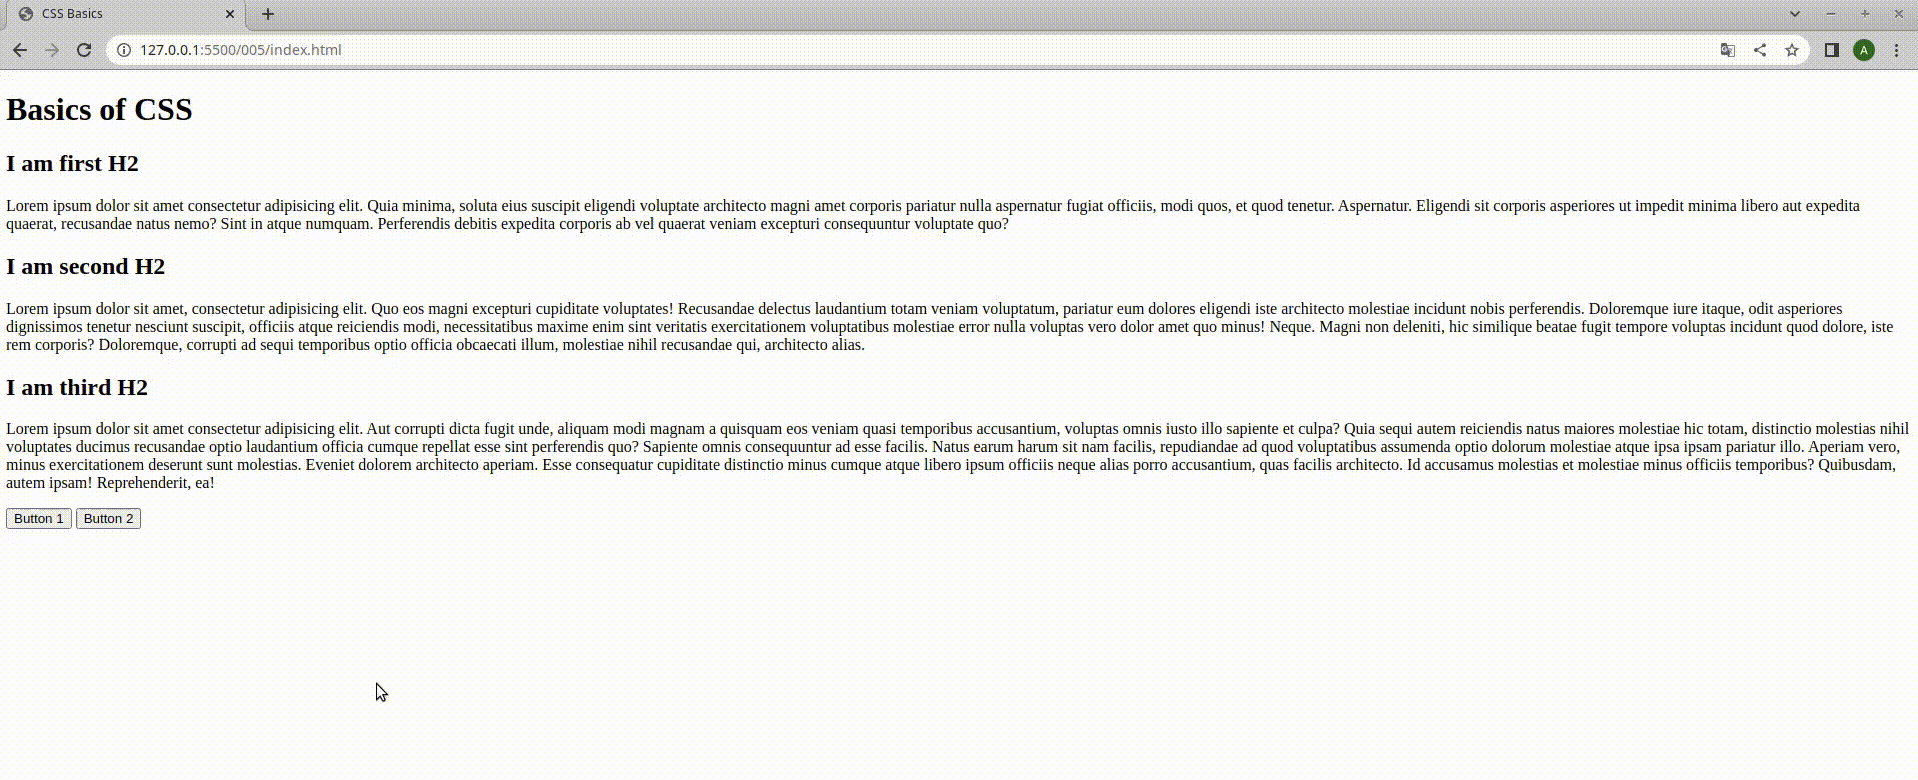 CSS Basics
127.0.0.1:5500/005/index.html
A
Basics of CSS
I am first H2
Lorem ipsum dolor sit amet consectetur adipisicing elit. Quia minima, soluta eius suscipit eligendi voluptate architecto magni amet corporis pariatur nulla aspernatur fugiat officiis, modi quos, et quod tenetur. Aspernatur. Eligendi sit corporis asperiores ut impedit minima libero aut expedita
quaerat, recusandae natus nemo? Sint in atque numquam. Perferendis debitis expedita corporis ab vel quaerat veniam excepturi consequuntur voluptate quo?
I am second H2
Lorem ipsum dolor sit amet, consectetur adipisicing elit. Quo eos magni excepturi cupiditate voluptates! Recusandae delectus laudantium totam veniam voluptatum, pariatur eum dolores eligendi iste architecto molestiae incidunt nobis perferendis. Doloremque iure itaque, odit asperiores
dignissimos tenetur nesciunt suscipit, officiis atque reiciendis modi, necessitatibus maxime enim sint veritatis exercitationem voluptatibus molestiae error nulla voluptas vero dolor amet quo minus! Neque. Magni non deleniti, hic similique beatae fugit tempore voluptas incidunt quod dolore, iste
rem corporis? Doloremque, corrupti ad sequi temporibus optio officia obcaecati illum, molestiae nihil recusandae qui, architecto alias.
I am third H2
Lorem ipsum dolor sit amet consectetur adipisicing elit. Aut corrupti dicta fugit unde, aliquam modi magnam a quisquam eos veniam quasi temporibus accusantium, voluptas omnis iusto illo sapiente et culpa? Quia sequi autem reiciendis natus maiores molestiae hic totam, distinctio molestias nihil
voluptates ducimus recusandae optio laudantium officia cumque repellat esse sint perferendis quo? Sapiente omnis consequuntur ad esse facilis. Natus earum harum sit nam facilis, repudiandae ad quod voluptatibus assumenda optio dolorum molestiae atque ipsa ipsam pariatur illo. Aperiam vero,
minus exercitationem deserunt sunt molestias. Eveniet dolorem architecto aperiam. Esse consequatur cupiditate distinctio minus cumque atque libero ipsum officiis neque alias porro accusantium, quas facilis architecto. Id accusamus molestias et molestiae minus officiis temporibus? Quibusdam,
autem ipsam! Reprehenderit, ea!
Button 1 Button 2